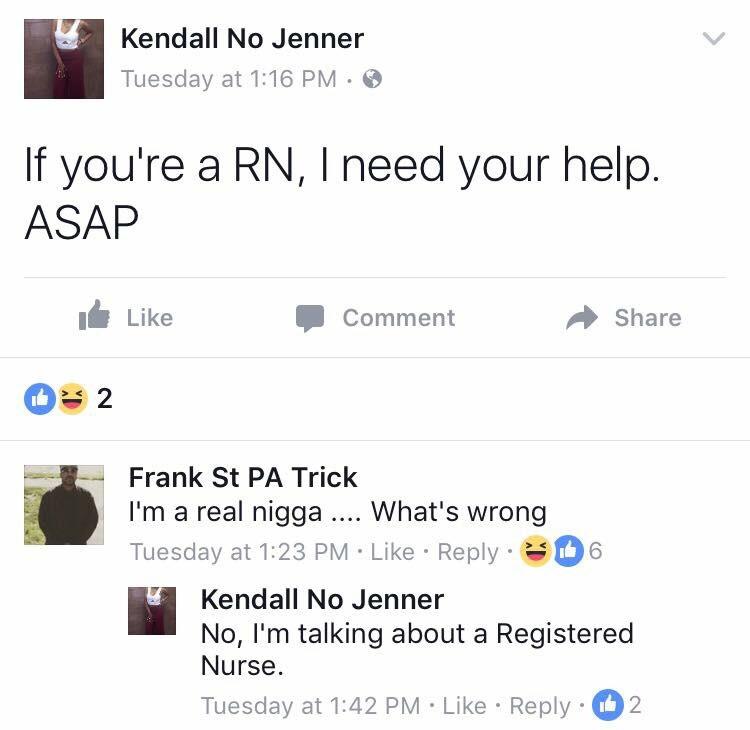 Kendall No Jenner
Tuesday at 1:16 PM ·
If you're a RN, I need your help.
ASAP
Like
Comment
Share
2
Frank St PA Trick
I'm a real nigga .... What's wrong
Tuesday at 1:23 PM · Like · Reply · 6
Kendall No Jenner
No, I'm talking about a Registered
Nurse.
Tuesday at 1:42 PM · Like · Reply · 2